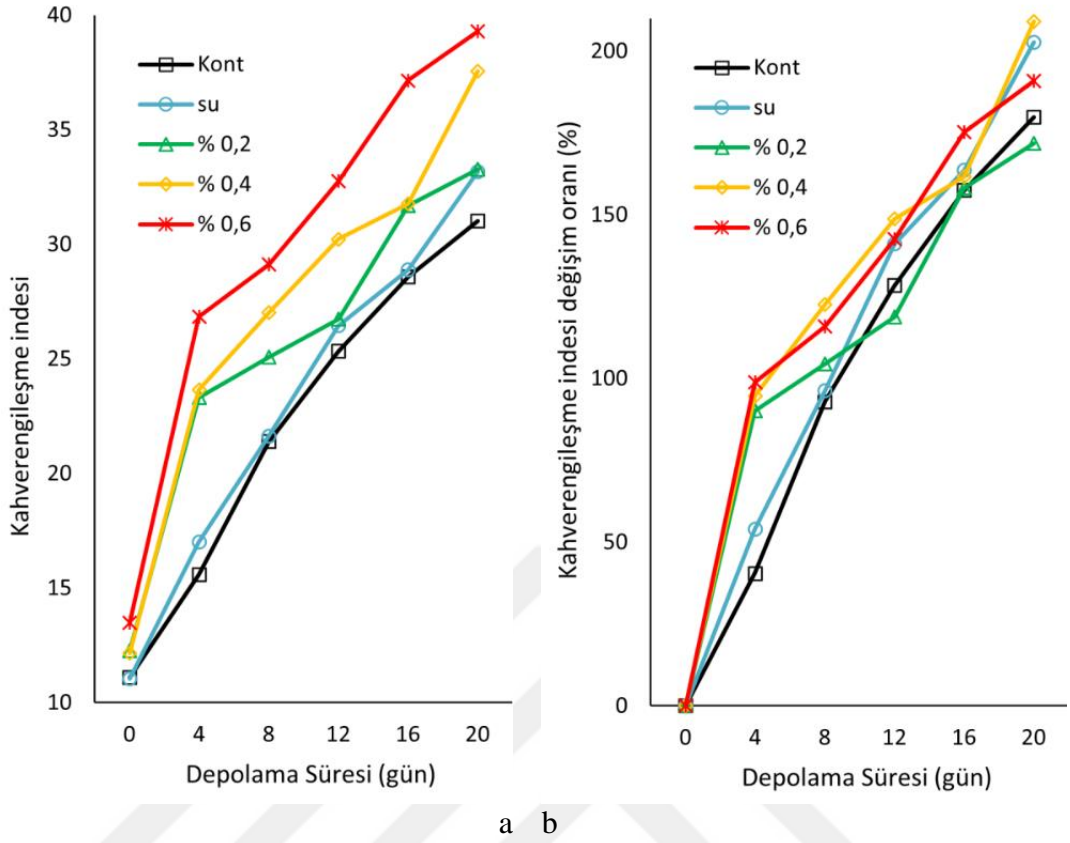 Kahverengileşme indesi
40
35
30
25
20
15
10
Kont
su
% 0,2
% 0,4
% 0,6
0 4 8 12 16 20
Depolama Süresi (gün)
Kahverengileşme indesi değişim oranı (%)
200
150
100
50
0
Kont
su
% 0,2
% 0,4
% 0,6
0 4 8 12 16 20
Depolama Süresi (gün)
a b